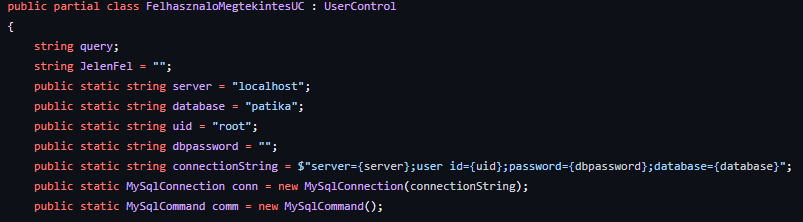 public partial class FelhasznaloMegtekintesUC : UserControl
{
    string query;
    string JelenFel = "";
    public static string server = "localhost";
    public static string database = "patika";
    public static string uid = "root";
    public static string dbpassword = "";
    public static string connectionString = $"server={server};user id={uid};password={dbpassword};database={database}";
    public static MySqlConnection conn = new MySqlConnection(connectionString);
    public static MySqlCommand comm = new MySqlCommand();